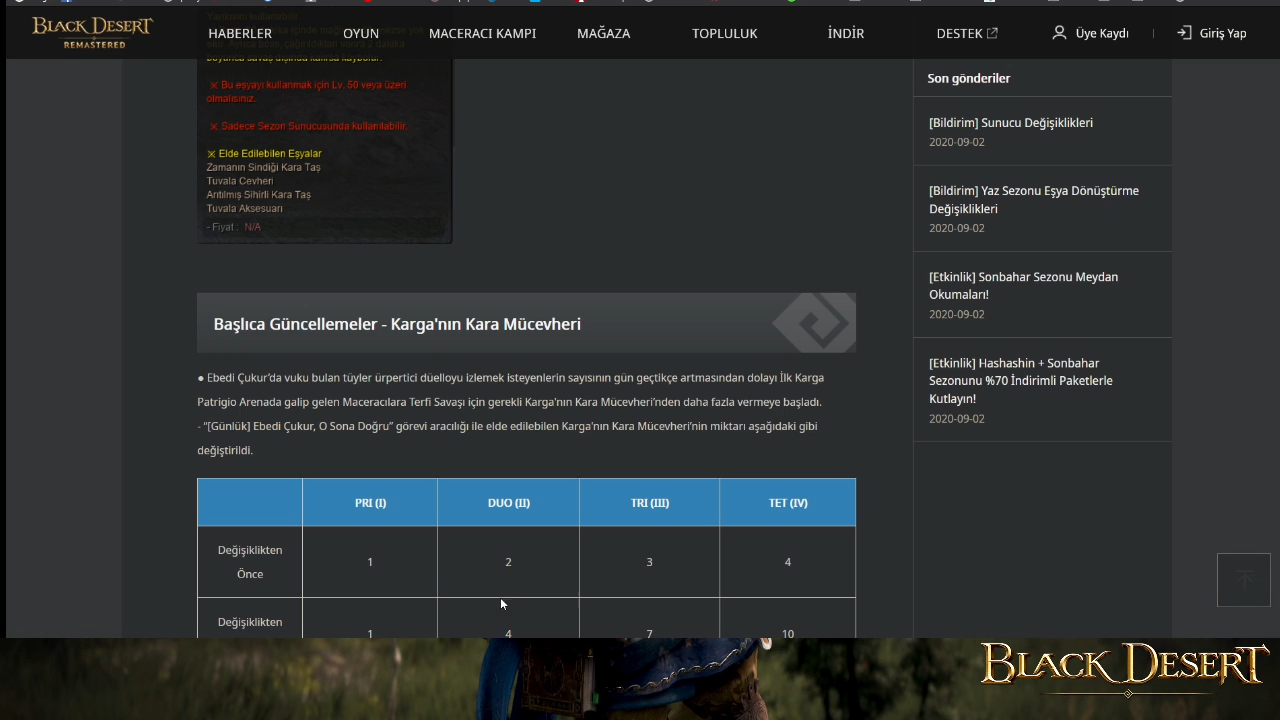 BLACK DESERT
REMASTERED
HABERLER
OYUN
MACERACI KAMPI
MAĞAZA
TOPLULUK
İNDİR
DESTEK
Üye Kaydı
Giriş Yap
boyunca savaş dışında kalırsa kaybolur.
※ Bu eşyayı kullanmak için Lv. 50 veya üzeri
olmalısınız.
※ Sadece Sezon Sunucusunda kullanılabilir.
※ Elde Edilebilen Eşyalar
Zamanın Sindiği Kara Taş
Tuvala Cevheri
Arıtılmış Sihirli Kara Taş
Tuvala Aksesuarı
- Fiyat : N/A
Başlıca Güncellemeler - Karga'nın Kara Mücevheri
● Ebedi Çukur’da vuku bulan tüyler ürpertici düelloyu izlemek isteyenlerin sayısının gün geçtikçe artmasından dolayı İlk Karga
Patrigio Arenada galip gelen Maceracılara Terfi Savaşı için gerekli Karga'nın Kara Mücevheri’nden daha fazla vermeye başladı.
- “[Günlük] Ebedi Çukur, O Sona Doğru” görevi aracılığı ile elde edilebilen Karga'nın Kara Mücevheri’nin miktarı aşağıdaki gibi
değiştirildi.
PRI (I)
DUO (II)
TRI (III)
TET (IV)
Değişiklikten
Önce
1
2
3
4
Değişiklikten
1
4
7
10
Son gönderiler
[Bildirim] Sunucu Değişiklikleri
2020-09-02
[Bildirim] Yaz Sezonu Eşya Dönüştürme
Değişiklikleri
2020-09-02
[Etkinlik] Sonbahar Sezonu Meydan
Okumaları!
2020-09-02
[Etkinlik] Hashashin + Sonbahar
Sezonunu %70 İndirimli Paketlerle
Kutlayın!
2020-09-02
BLACK DESERT